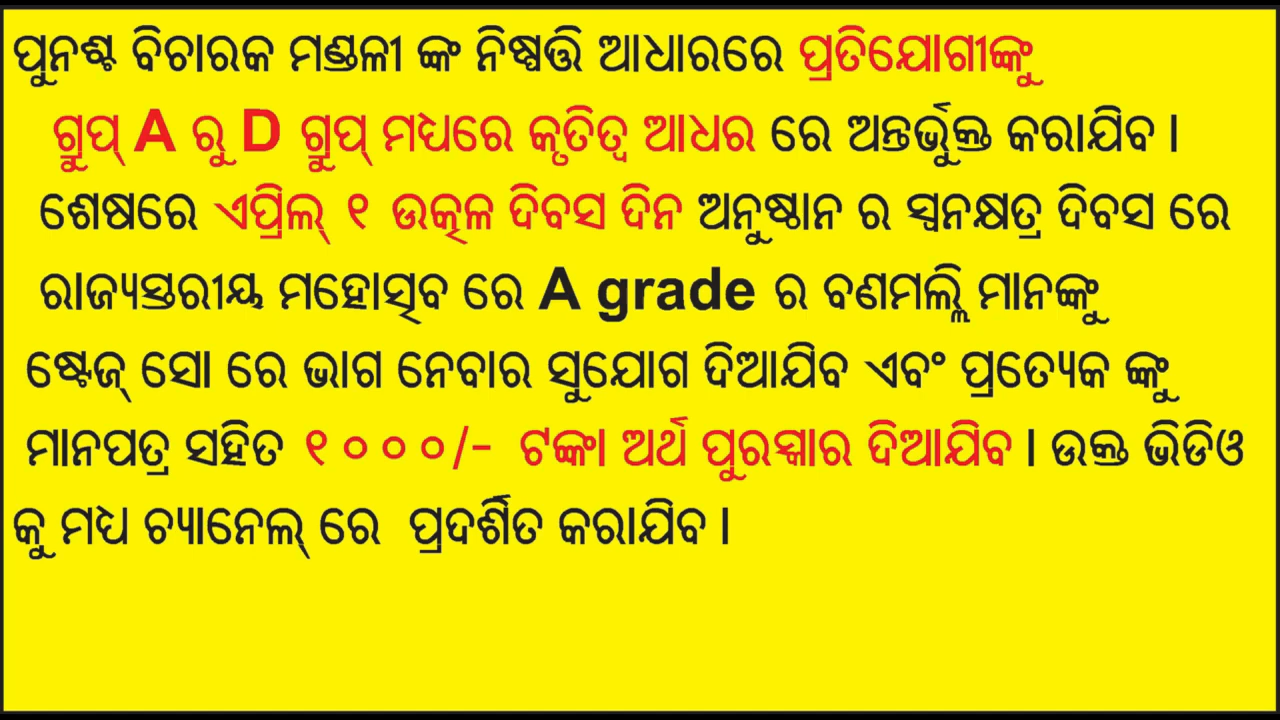 ପୁନଶ୍ଚ ବିଚାରକ ମଣ୍ଡଳୀ ଙ୍କ ନିଷ୍ପତ୍ତି ଆଧାରରେ ପ୍ରତିଯୋଗୀଙ୍କୁ
ଗ୍ରୁପ୍ A ରୁ D ଗ୍ରୁପ୍ ମଧ୍ୟରେ କୃତିତ୍ୱ ଆଧର ରେ ଅନ୍ତର୍ଭୁକ୍ତ କରାଯିବ ।
ଶେଷରେ ଏପ୍ରିଲ୍ ୧ ଉତ୍କଳ ଦିବସ ଦିନ ଅନୁଷ୍ଠାନ ର ସ୍ୱନକ୍ଷତ୍ର ଦିବସ ରେ
ରାଜ୍ୟସ୍ତରୀୟ ମହୋତ୍ସବ ରେ A grade ର ବଣମଲ୍ଲି ମାନଙ୍କୁ
ଷ୍ଟେଜ୍ ସୋ ରେ ଭାଗ ନେବାର ସୁଯୋଗ ଦିଆଯିବ ଏବଂ ପ୍ରତ୍ୟେକ ଙ୍କୁ
ମାନପତ୍ର ସହିତ ୧୦୦୦/- ଟଙ୍କା ଅର୍ଥ ପୁରସ୍କାର ଦିଆଯିବ । ଉକ୍ତ ଭିଡିଓ
କୁ ମଧ୍ୟ ଚ୍ୟାନେଲ୍ ରେ ପ୍ରଦର୍ଶିତ କରାଯିବ ।